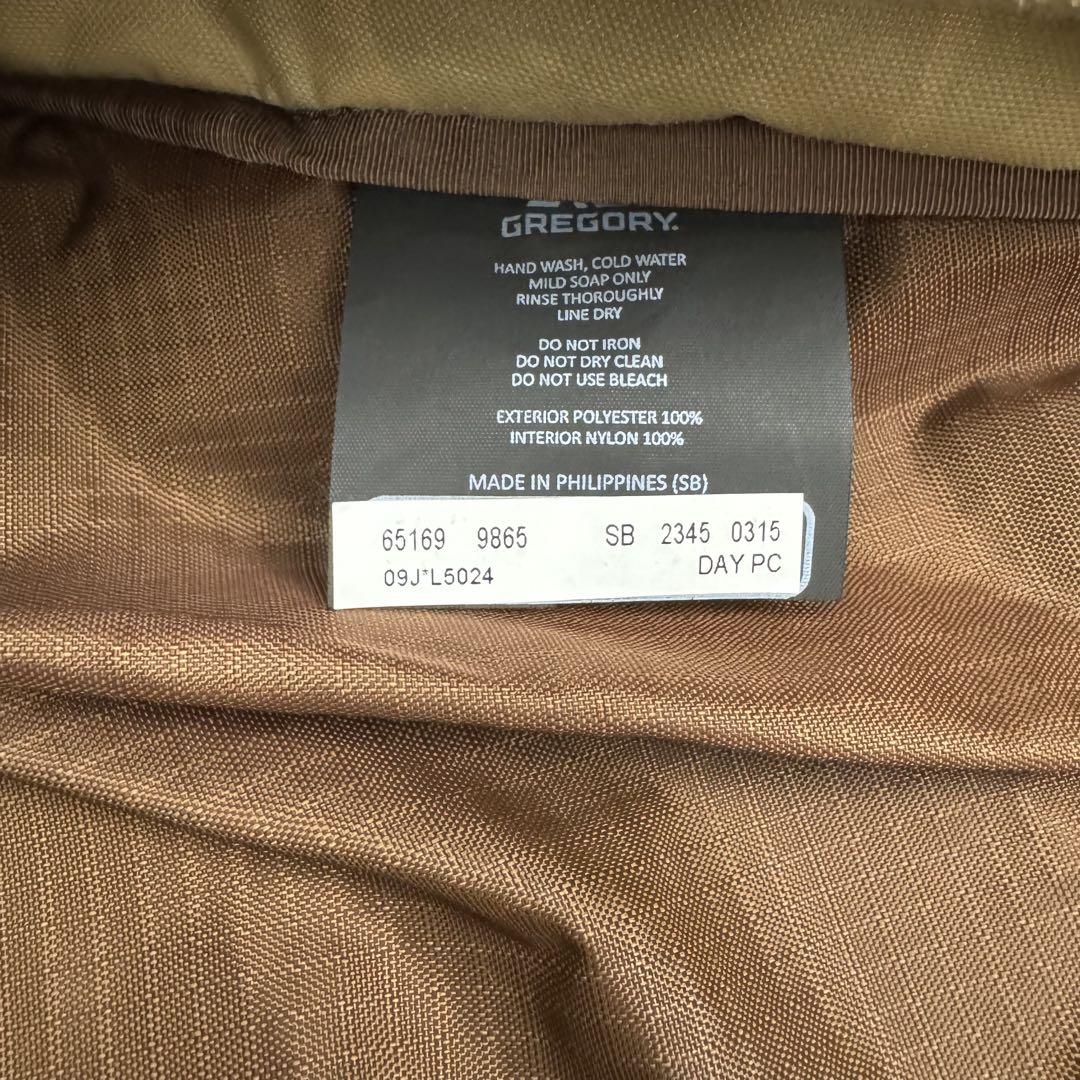 GREGORY.
HAND WASH, COLD WATER
MILD SOAP ONLY
RINSE THOROUGHLY
LINE DRY
DO NOT IRON
DO NOT DRY CLEAN
DO NOT USE BLEACH
EXTERIOR POLYESTER 100%
INTERIOR NYLON 100%
MADE IN PHILIPPINES (SB)
65169 9865 SB 2345 0315
09J*L5024 DAY PC